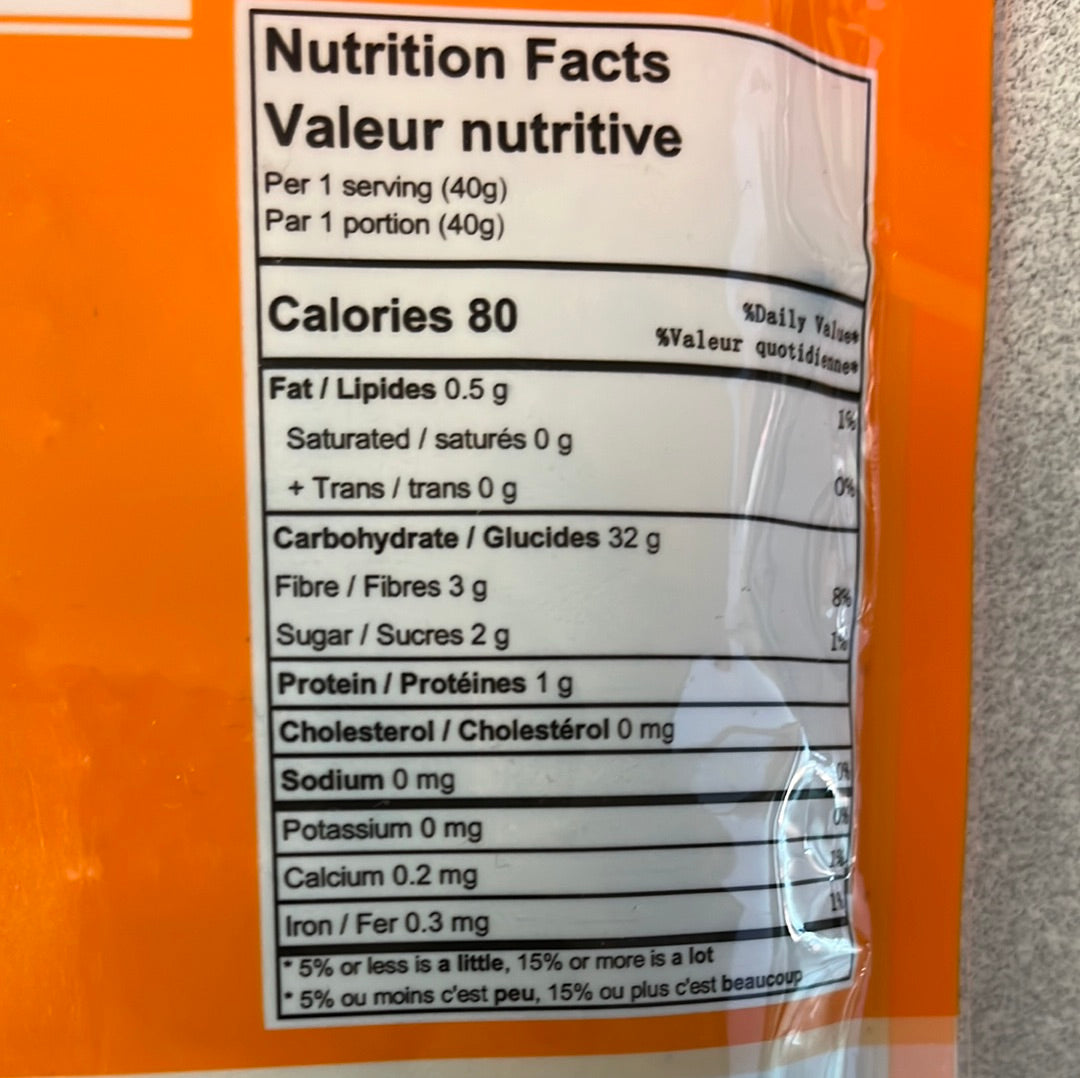 Nutrition Facts
Valeur nutritive
Per 1 serving (40g)
Par 1 portion (40g)
Calories 80
%Daily Value*
%Valeur quotidienne*
Fat / Lipides 0.5 g 1%
Saturated / saturés 0 g
+ Trans / trans 0 g 0%
Carbohydrate / Glucides 32 g
Fibre / Fibres 3 g 8%
Sugar / Sucres 2 g 1%
Protein / Protéines 1 g
Cholesterol / Cholestérol 0 mg
Sodium 0 mg 0%
Potassium 0 mg 0%
Calcium 0.2 mg 1%
Iron / Fer 0.3 mg 1%
* 5% or less is a little, 15% or more is a lot
* 5% ou moins c'est peu, 15% ou plus c'est beaucoup